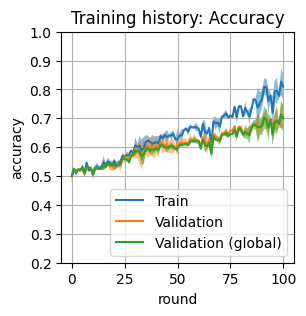 Training history: Accuracy
1.0
0.9
0.8
0.7
0.6
0.5
0.4
0.3
0.2
accuracy
Train
Validation
Validation (global)
0 25 50 75 100
round